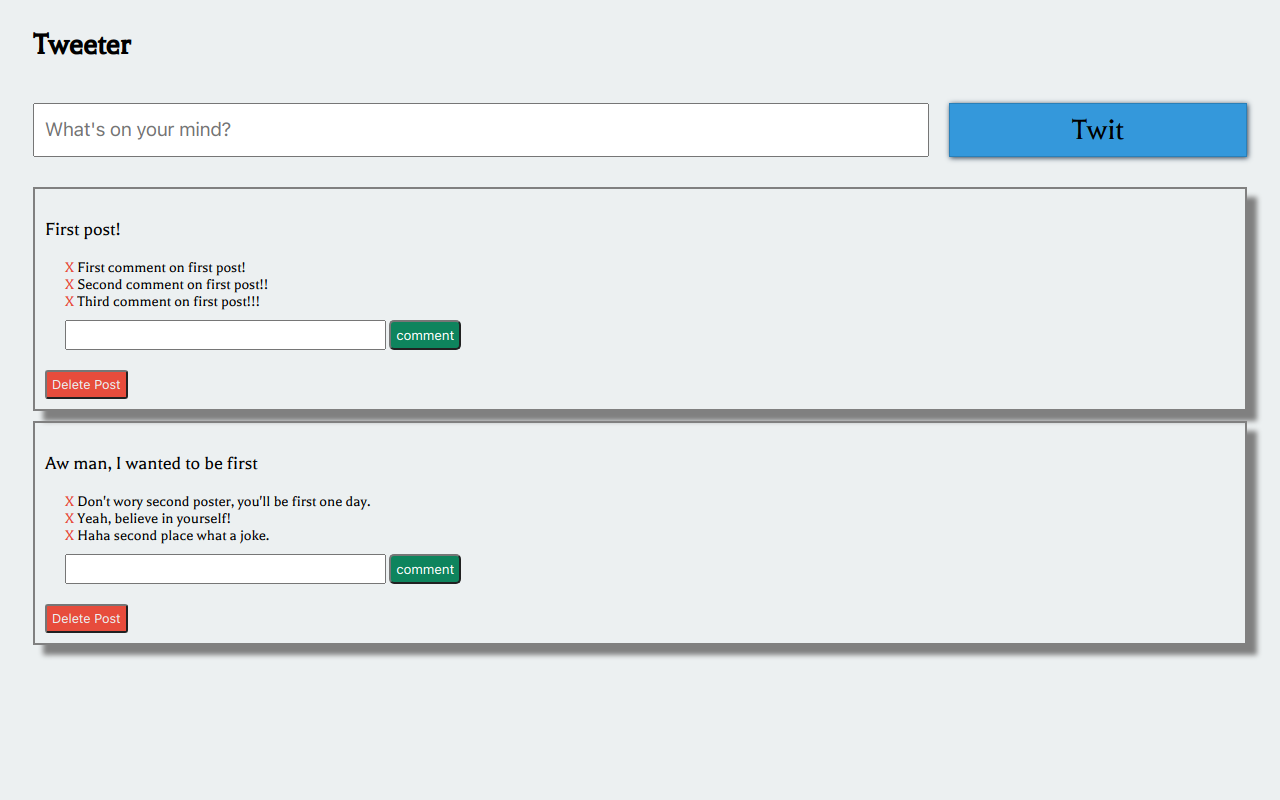 Tweeter
What's on your mind?
Twit
First post!
X First comment on first post!
X Second comment on first post!!
X Third comment on first post!!!
comment
Delete Post
Aw man, I wanted to be first
X Don't wory second poster, you'll be first one day.
X Yeah, believe in yourself!
X Haha second place what a joke.
comment
Delete Post